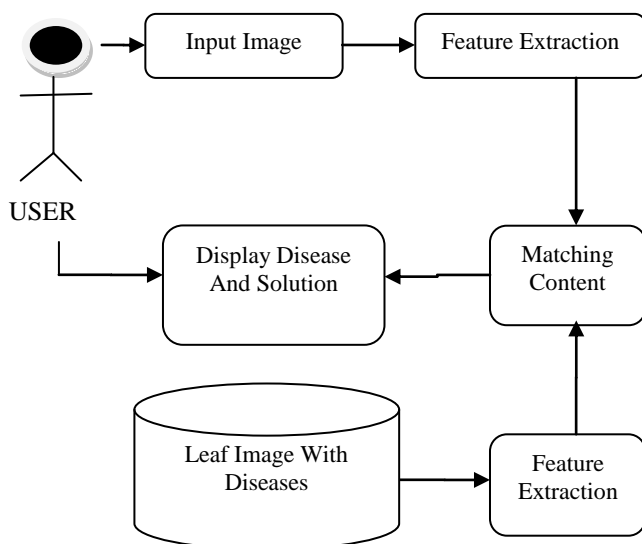 Input Image
Feature Extraction
USER
Display Disease
And Solution
Matching
Content
Leaf Image With
Diseases
Feature
Extraction